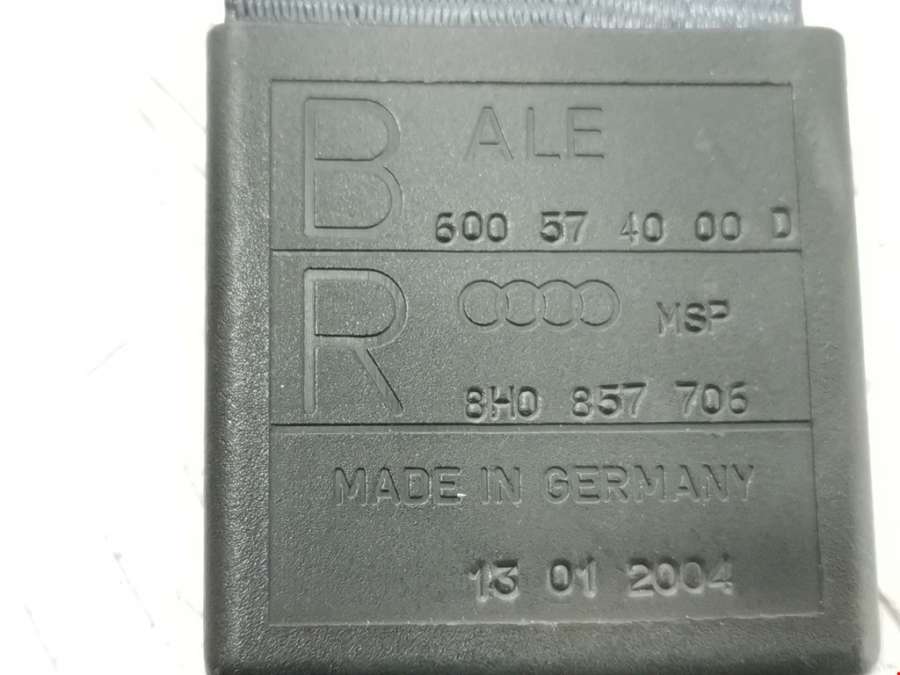 B ALE
600 57 40 00 D
R MSP
8H0 857 706
MADE IN GERMANY
13 01 2004